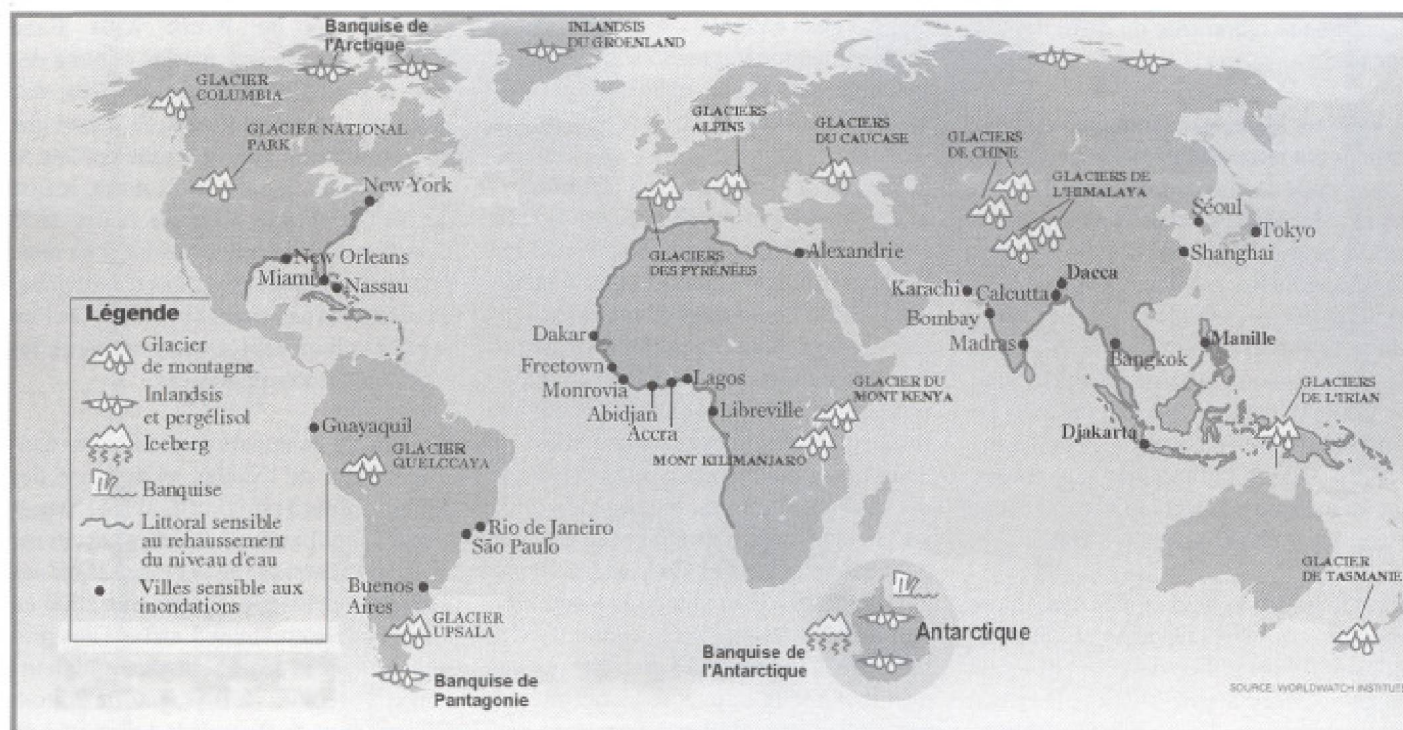 Banquise de
l'Arctique
INLANDSIS
DU GROENLAND
GLACIER
COLUMBIA
GLACIER NATIONAL
PARK
GLACIERS
ALPINS
GLACIERS
DU CAUCASE
GLACIERS
DE CHINE
GLACIERS DE
L'HIMALAYA
New York
Séoul
Tokyo
Shanghai
New Orleans
Miami
Nassau
GLACIERS
DES PYRÉNÉES
Alexandrie
Karachi
Calcutta
Dacca
Bombay
Madras
Bangkok
Manille
Dakar
Freetown
Monrovia
Abidjan
Accra
Lagos
Libreville
GLACIER DU
MONT KENYA
MONT KILIMANJARO
GLACIERS
DE L'IRIAN
Djakarta
Guayaquil
GLACIER
QUELCCAYA
Rio de Janeiro
São Paulo
Buenos
Aires
GLACIER
UPSALA
Banquise de
Pantagonie
Banquise de
l'Antarctique
Antarctique
GLACIER
DE TASMANIE
Légende
Glacier
de montagne
Inlandsis
et pergélisol
Iceberg
Banquise
Littoral sensible
au rehaussement
du niveau d'eau
Villes sensible aux
inondations
SOURCE: WORLDWATCH INSTITUTE